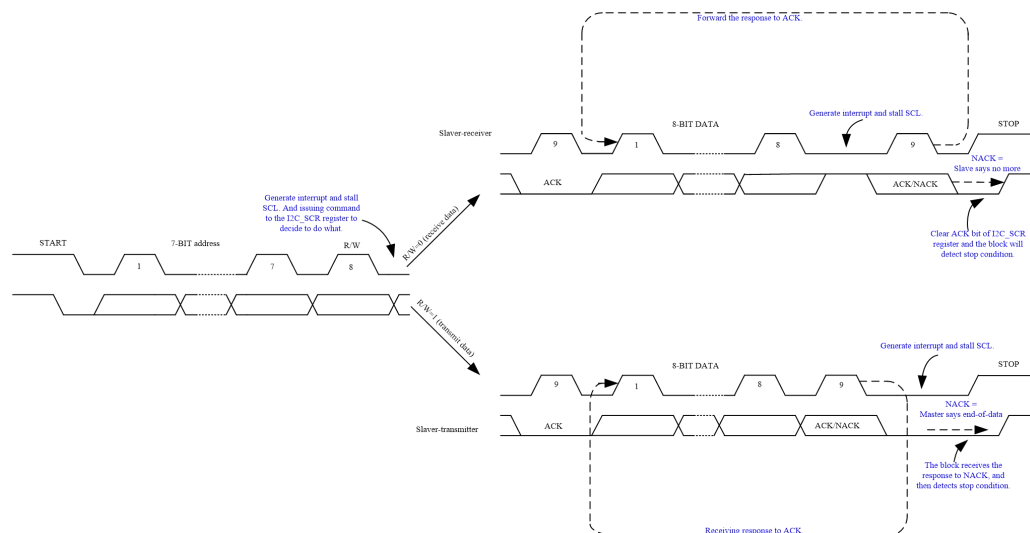 Forward the response to ACK.
Generate interrupt and stall SCL.
8-BIT DATA
STOP
Slaver-receiver
9
1
8
9
NACK =
Slave says no more
ACK
ACK/NACK
Generate interrupt and stall
SCL. And issuing command
to the I2C_SCR register to
decide to do what.
R/W=0 (receive data)
Clear ACK bit of I2C_SCR
register and the block will
detect stop condition.
START
7-BIT address
R/W
1
7
8
R/W=1 (transmit data)
Generate interrupt and stall SCL.
8-BIT DATA
STOP
9
1
8
9
NACK =
Master says end-of-data
Slaver-transmitter
ACK
ACK/NACK
The block receives the
response to NACK, and
then detects stop condition.
Receiving response to ACK